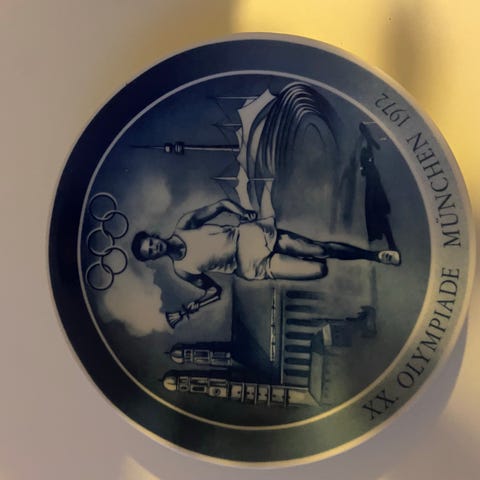 XX. OLYMPIADE MÜNCHEN 1972